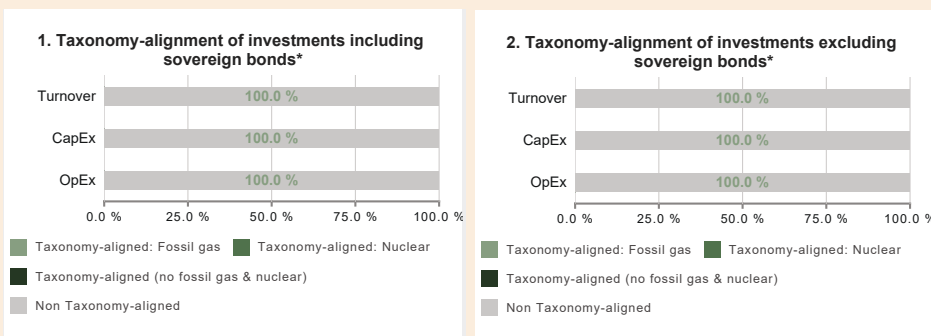 1. Taxonomy-alignment of investments including
sovereign bonds*
Turnover
100.0 %
CapEx
100.0 %
OpEx
100.0 %
0.0 % 25.0 % 50.0 % 75.0 % 100.0 %
Taxonomy-aligned: Fossil gas Taxonomy-aligned: Nuclear
Taxonomy-aligned (no fossil gas & nuclear)
Non Taxonomy-aligned
2. Taxonomy-alignment of investments excluding
sovereign bonds*
Turnover
100.0 %
CapEx
100.0 %
OpEx
100.0 %
0.0 % 25.0 % 50.0 % 75.0 % 100.0 %
Taxonomy-aligned: Fossil gas Taxonomy-aligned: Nuclear
Taxonomy-aligned (no fossil gas & nuclear)
Non Taxonomy-aligned